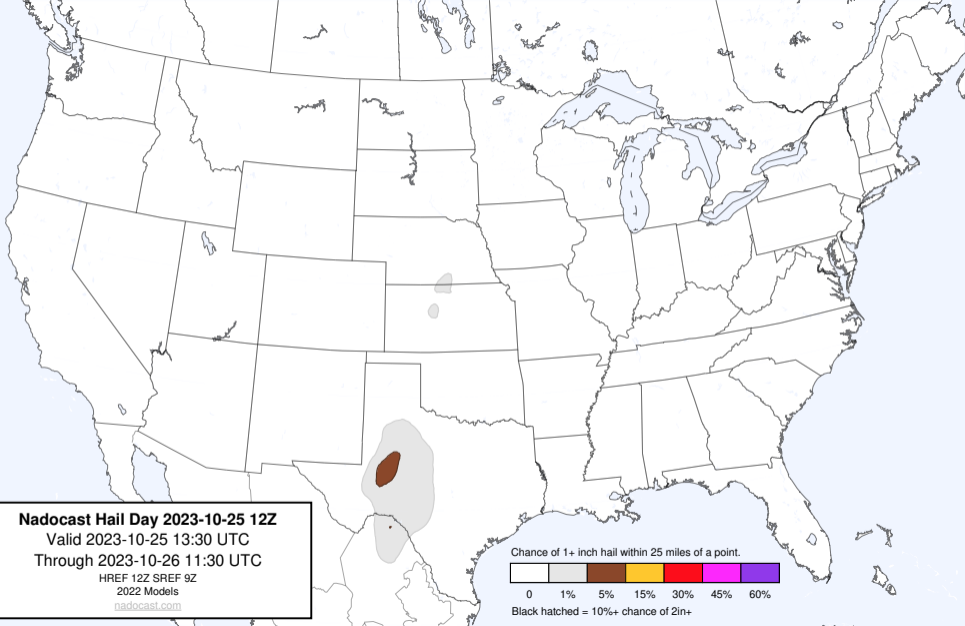 Nadocast Hail Day 2023-10-25 12Z
Valid 2023-10-25 13:30 UTC
Through 2023-10-26 11:30 UTC
HREF 12Z SREF 9Z
2022 Models
nadocast.com
Chance of 1+ inch hail within 25 miles of a point.
0 1% 5% 15% 30% 45% 60%
Black hatched = 10%+ chance of 2in+